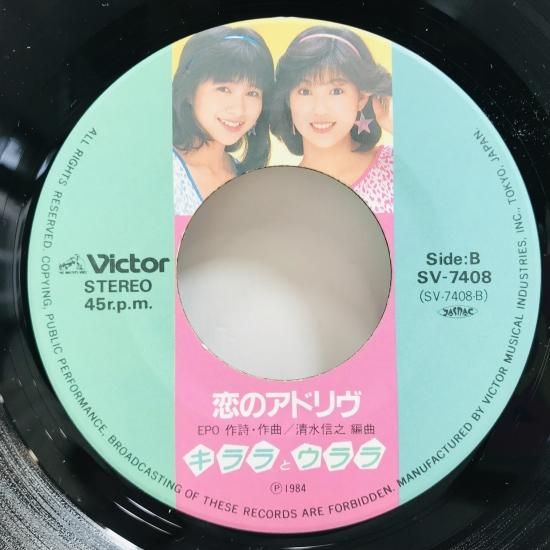 Victor
STEREO
45r.p.m.
Side:B
SV-7408
(SV-7408-B)
恋のアドリヴ
EPO 作詩・作曲／清水信之 編曲
キララとウララ
Ⓟ1984
ALL RIGHTS RESERVED. COPYING, PUBLIC PERFORMANCE, BROADCASTING OF THESE RECORDS ARE FORBIDDEN. MANUFACTURED BY VICTOR MUSICAL INDUSTRIES, INC., TOKYO, JAPAN.